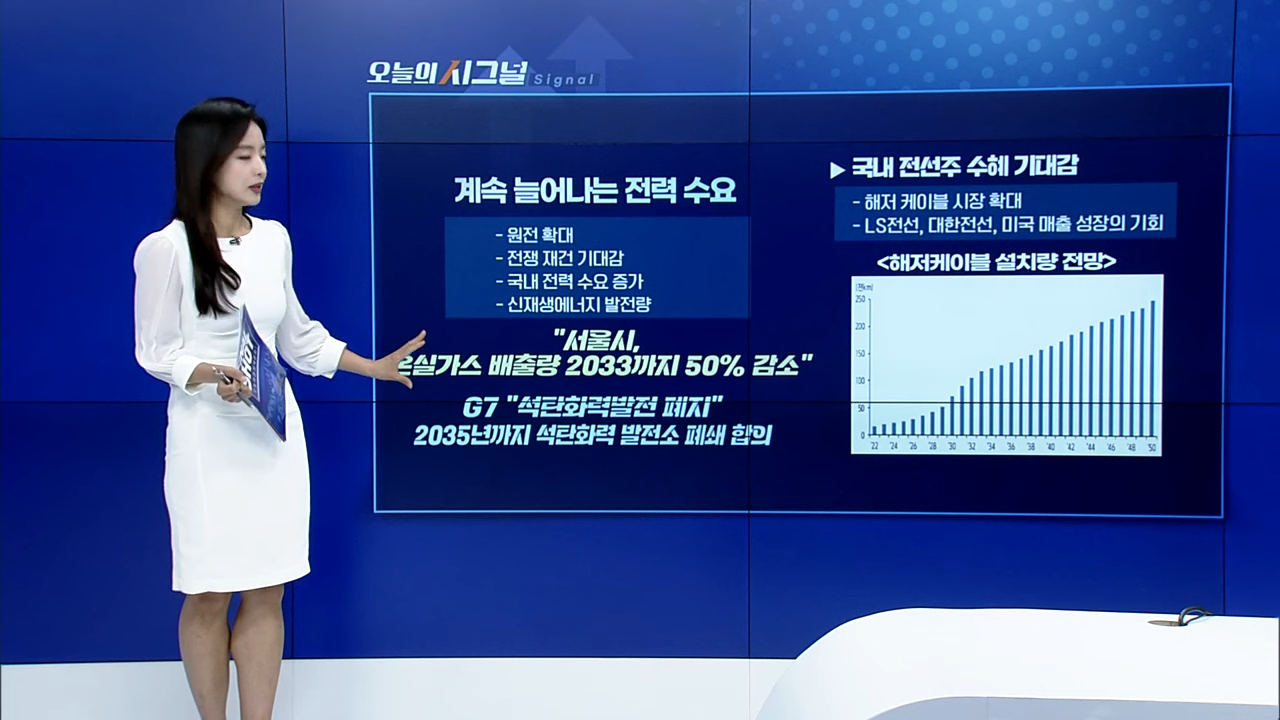 오늘의 시그널 Signal
계속 늘어나는 전력 수요
- 원전 확대
- 전쟁 재건 기대감
- 국내 전력 수요 증가
- 신재생에너지 발전량
"서울시,
온실가스 배출량 2033까지 50% 감소"
G7 "석탄화력발전 폐지"
2035년까지 석탄화력 발전소 폐쇄 합의
▶ 국내 전선주 수혜 기대감
- 해저 케이블 시장 확대
- LS전선, 대한전선, 미국 매출 성장의 기회
<해저케이블 설치량 전망>
(천km)
250
200
150
100
50
0
'22 '24 '26 '28 '30 '32 '34 '36 '38 '40 '42 '44 '46 '48 '50
SHOT